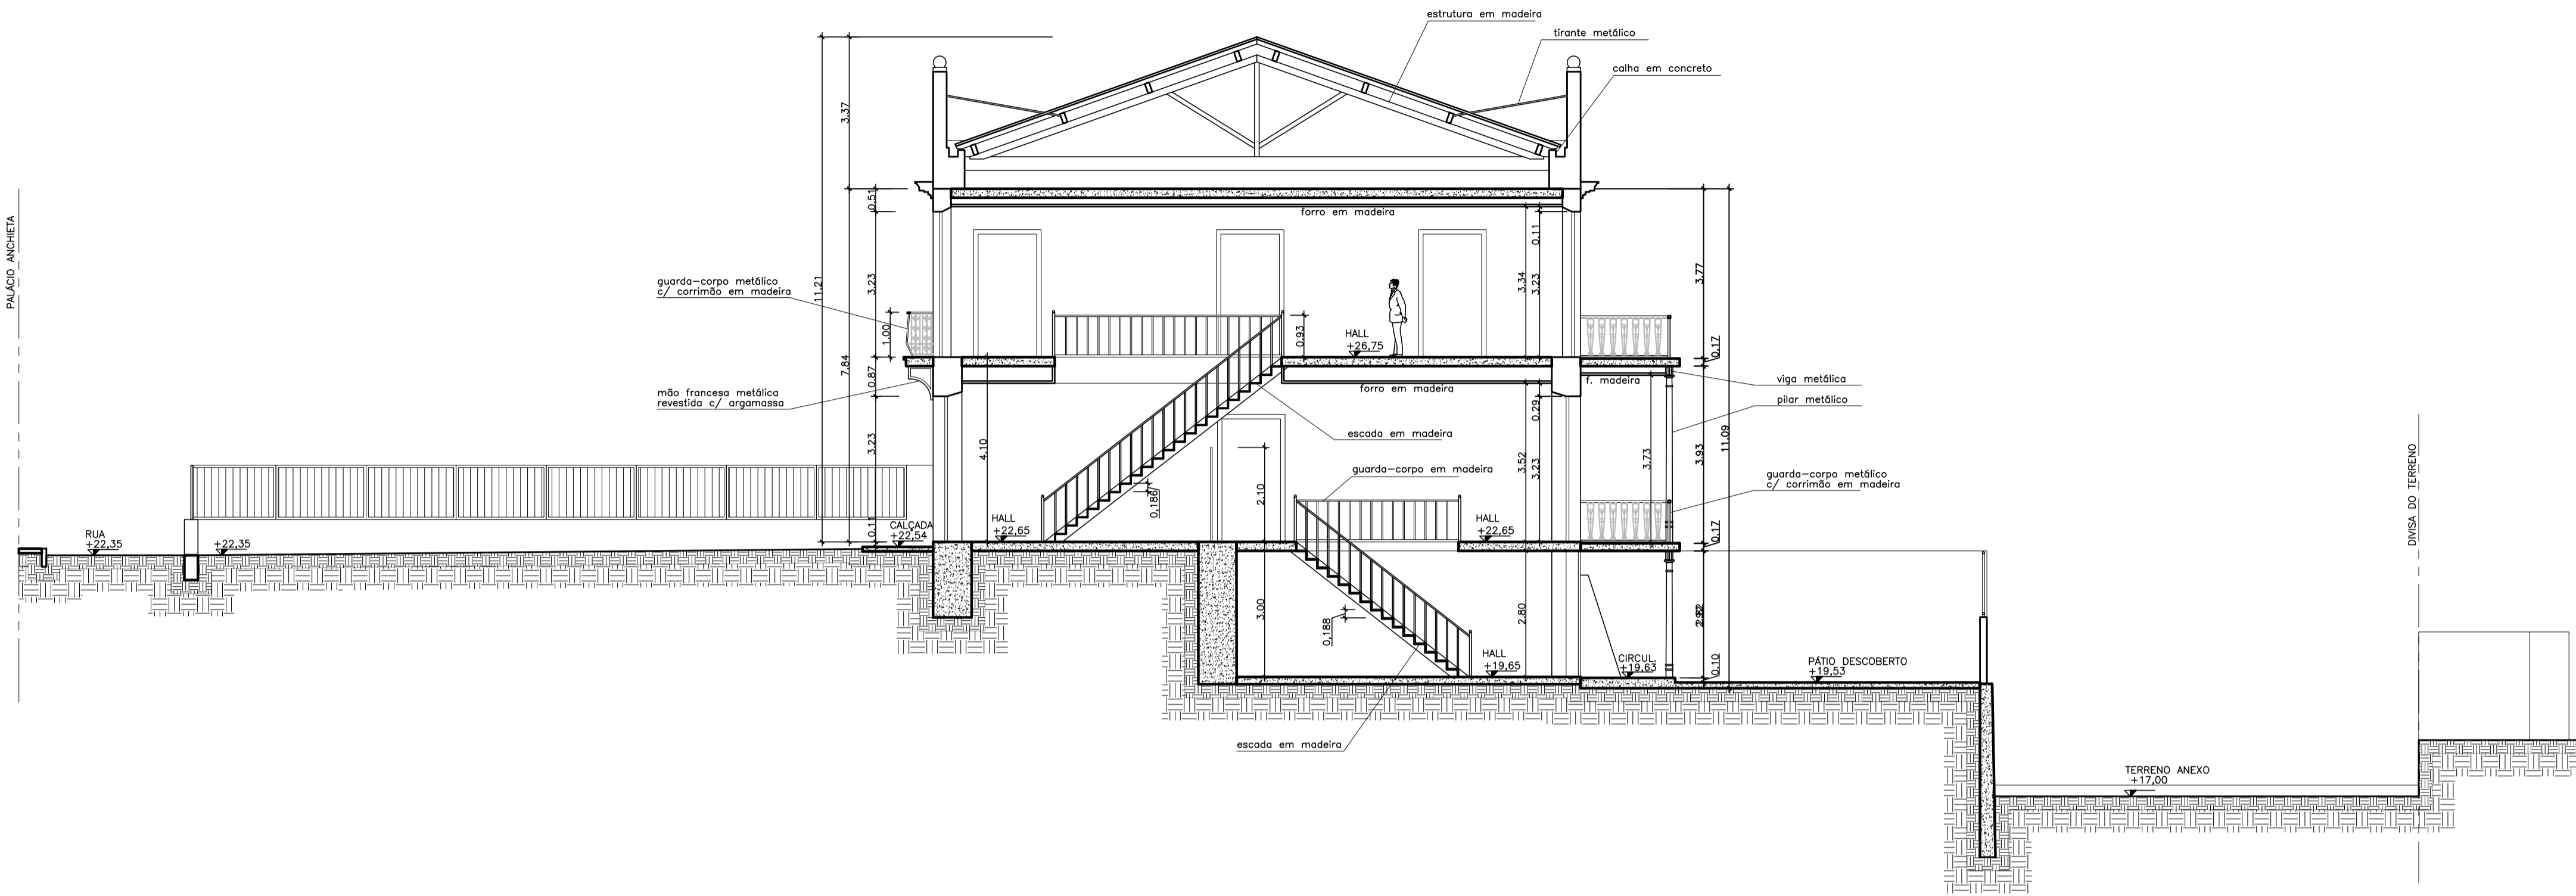 estrutura em madeira
tirante metálico
calha em concreto
3.37
11.21
7.84
0.51
3.23
1.00
0.87
3.23
0.11
PALÁCIO ANCHIETA
guarda-corpo metálico
c/ corrimão em madeira
mão francesa metálica
revestida c/ argamassa
forro em madeira
0.11
3.34
3.23
3.77
0.93
HALL
+26,75
0.17
forro em madeira
f. madeira
viga metálica
pilar metálico
4.10
escada em madeira
0.29
3.52
3.23
3.73
3.93
11.09
guarda-corpo em madeira
2.10
0,186
guarda-corpo metálico
c/ corrimão em madeira
DIVISA DO TERRENO
RUA
+22,35
+22,35
CALÇADA
+22,54
HALL
+22,65
HALL
+22,65
0.17
3.00
0,188
2.80
HALL
+19,65
CIRCUL.
+19,63
0.10
PÁTIO DESCOBERTO
+19,53
escada em madeira
TERRENO ANEXO
+17,00